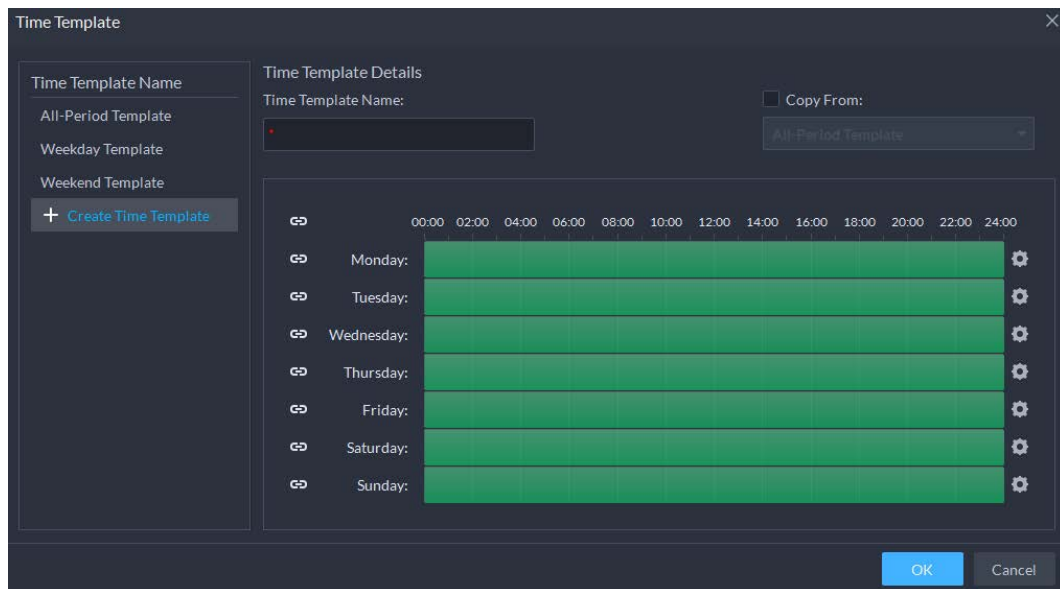 Time Template
Time Template Name
All-Period Template
Weekday Template
Weekend Template
+ Create Time Template
Time Template Details
Time Template Name:
Copy From:
*
All-Period Template
00:00 02:00 04:00 06:00 08:00 10:00 12:00 14:00 16:00 18:00 20:00 22:00 24:00
Monday:
Tuesday:
Wednesday:
Thursday:
Friday:
Saturday:
Sunday:
OK
Cancel